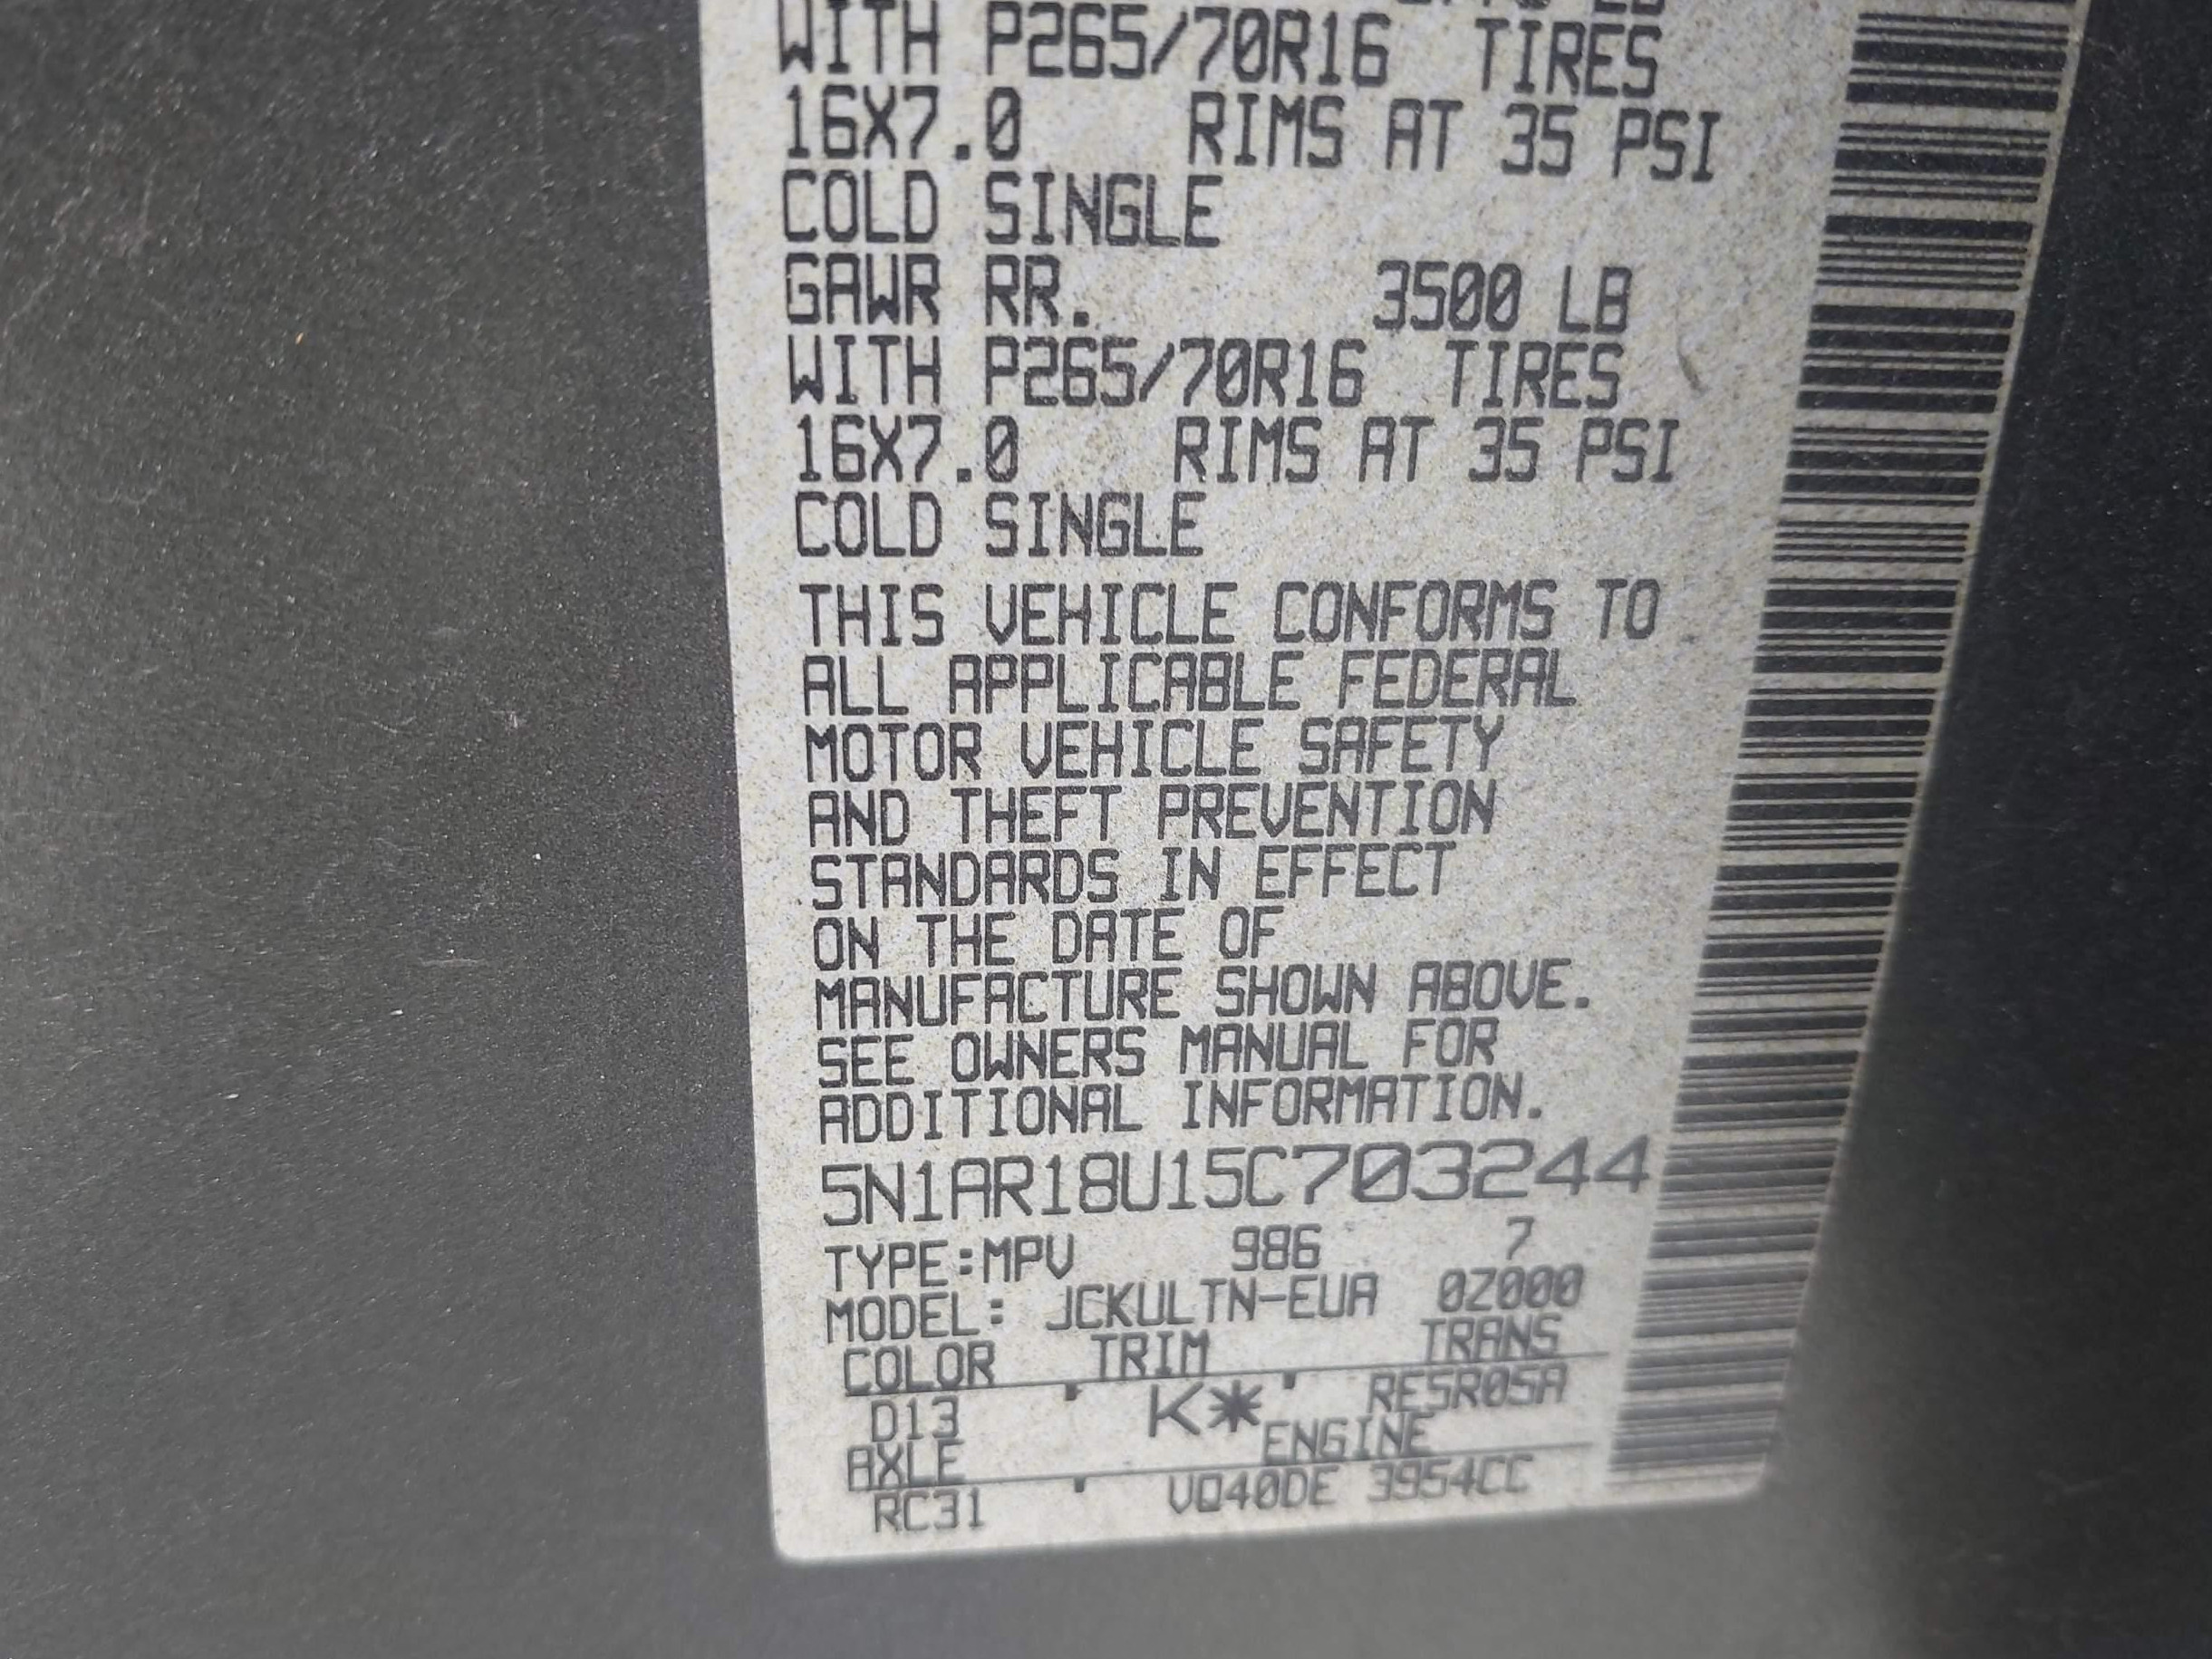 WITH P265/70R16 TIRES
16X7.0 RIMS AT 35 PSI
COLD SINGLE
GAWR RR. 3500 LB
WITH P265/70R16 TIRES
16X7.0 RIMS AT 35 PSI
COLD SINGLE
THIS VEHICLE CONFORMS TO
ALL APPLICABLE FEDERAL
MOTOR VEHICLE SAFETY
AND THEFT PREVENTION
STANDARDS IN EFFECT
ON THE DATE OF
MANUFACTURE SHOWN ABOVE.
SEE OWNERS MANUAL FOR
ADDITIONAL INFORMATION.
5N1AR18U15C703244
TYPE:MPV 986 7
MODEL: JCKULTN-EUA 0Z000
COLOR TRIM TRANS
D13 K* RE5R05A
AXLE ENGINE
RC31 VQ40DE 3954CC